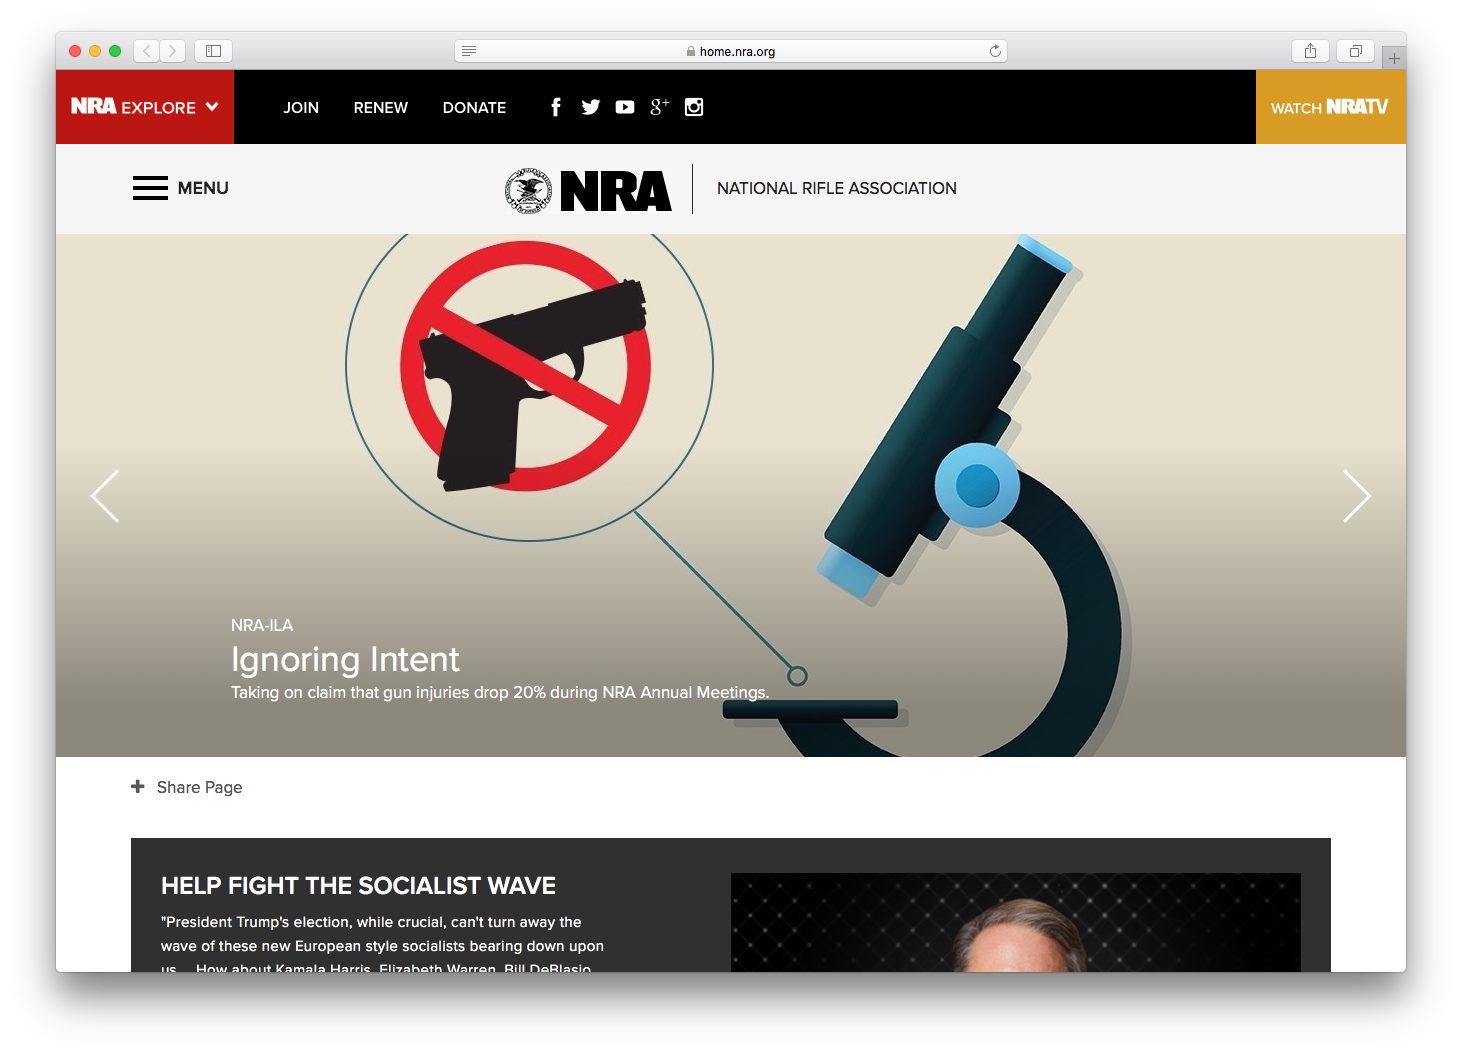 home.nra.org
NRA EXPLORE
JOIN RENEW DONATE
WATCH NRATV
MENU
NRA
NATIONAL RIFLE ASSOCIATION
NRA-ILA
Ignoring Intent
Taking on claim that gun injuries drop 20% during NRA Annual Meetings.
Share Page
HELP FIGHT THE SOCIALIST WAVE
"President Trump's election, while crucial, can't turn away the
wave of these new European style socialists bearing down upon
us... How about Kamala Harris, Elizabeth Warren, Bill DeBlasio,